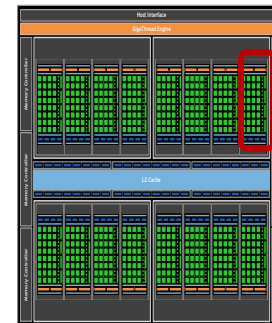 Host Interface
GigaThread Engine
Memory Controller
Memory Controller
L2 Cache
Memory Controller